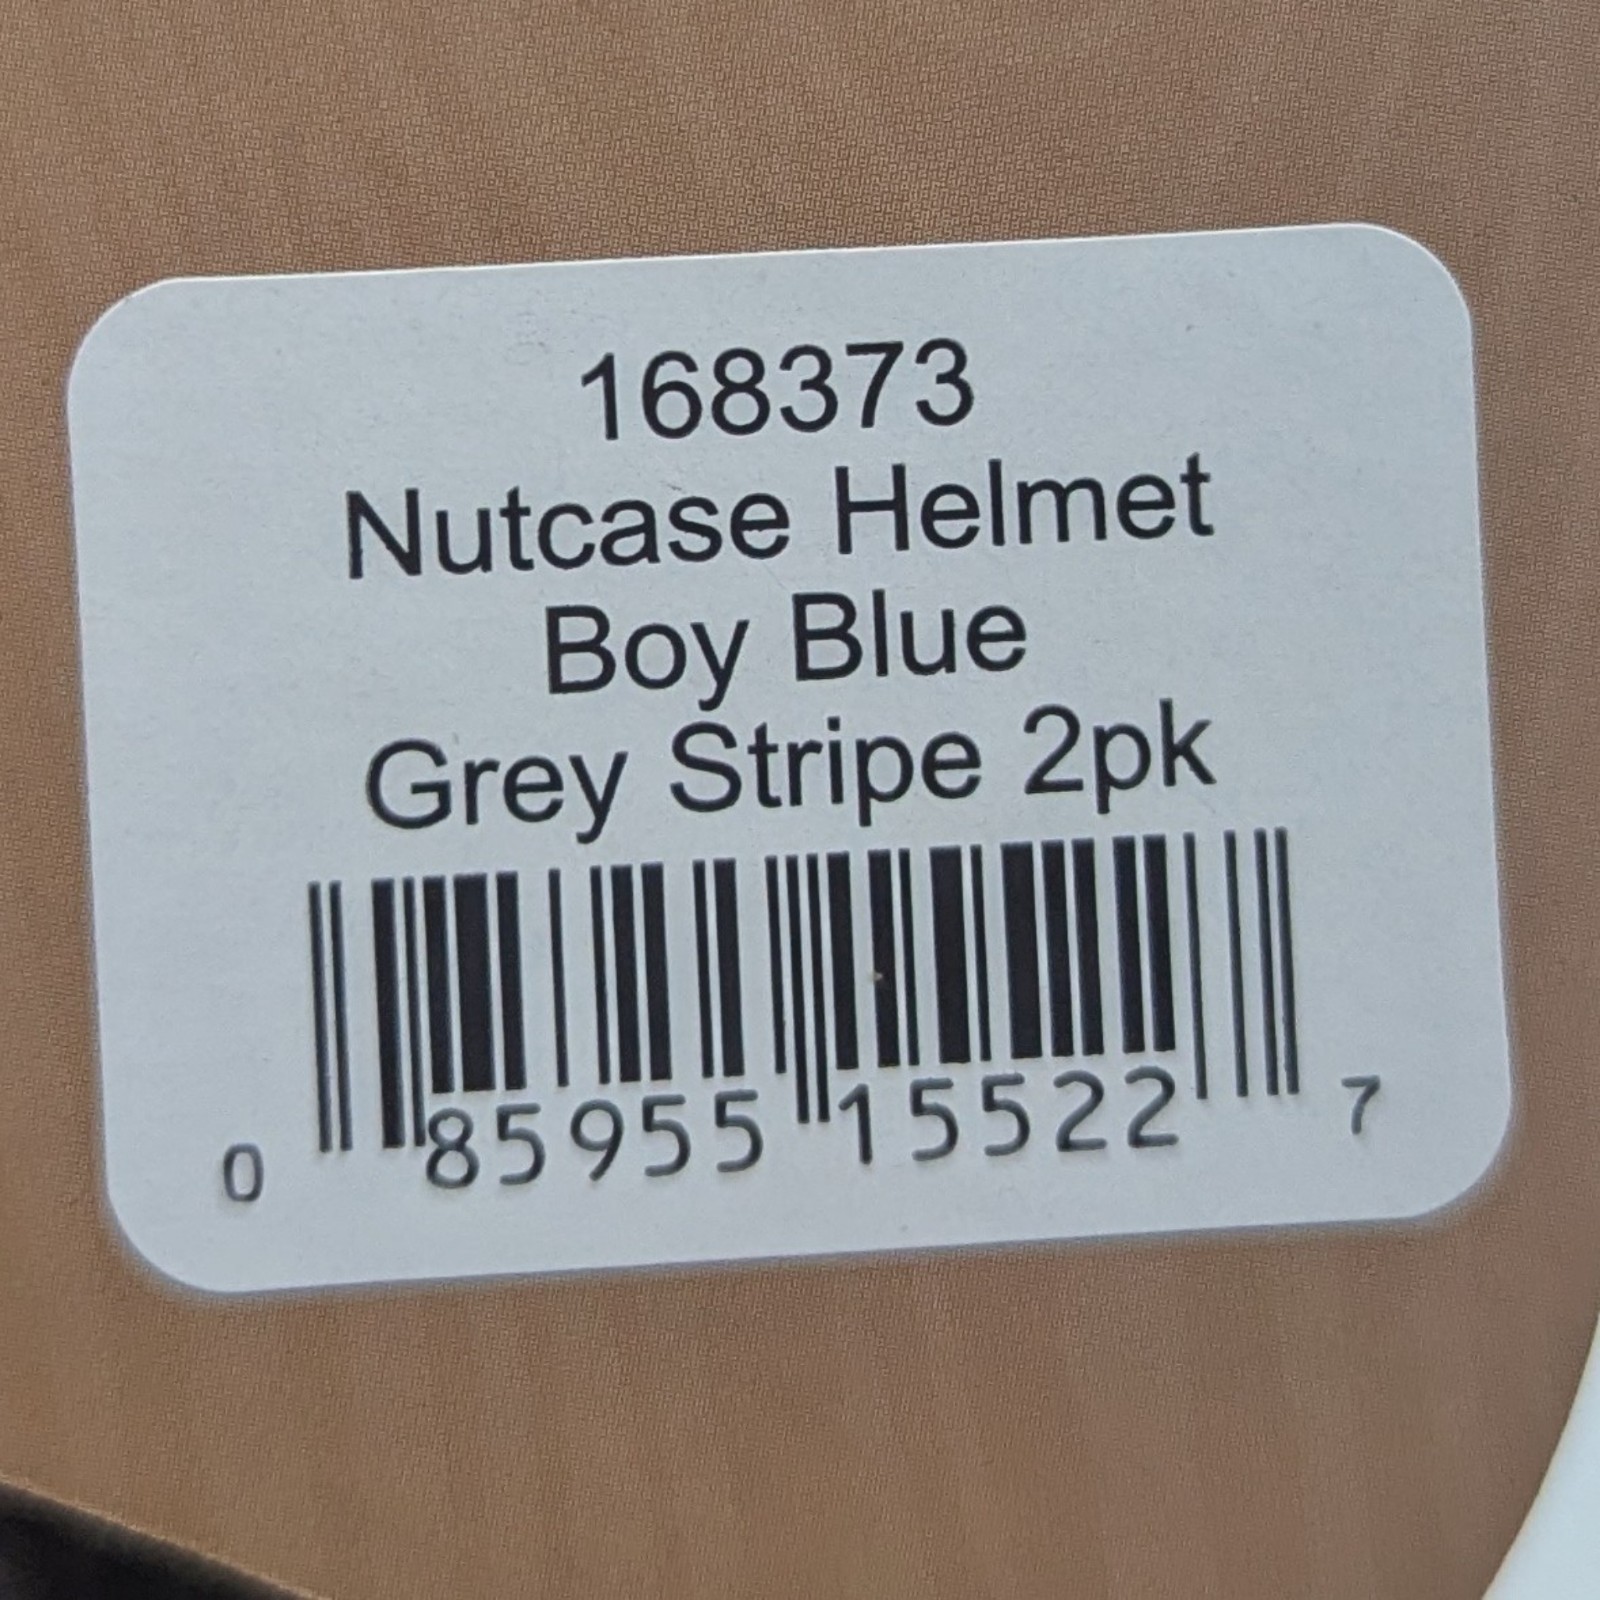 168373
Nutcase Helmet
Boy Blue
Grey Stripe 2pk
0 85955 15522 7